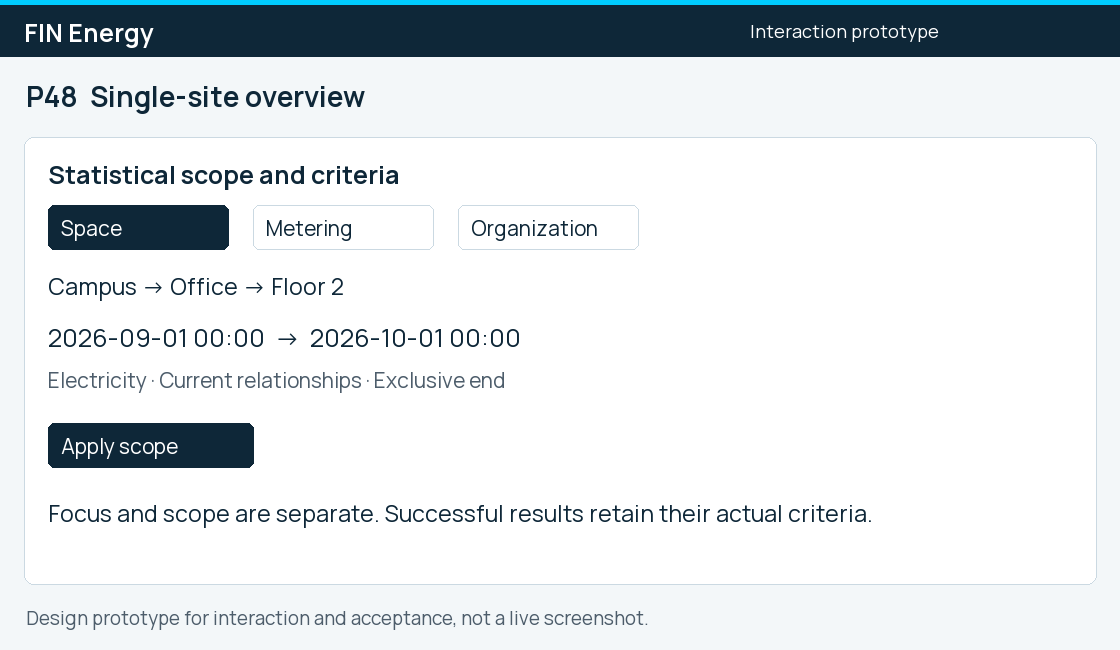 FIN Energy
Interaction prototype
P48 Single-site overview
Statistical scope and criteria
Space
Metering
Organization
Campus → Office → Floor 2
2026-09-01 00:00 → 2026-10-01 00:00
Electricity · Current relationships · Exclusive end
Apply scope
Focus and scope are separate. Successful results retain their actual criteria.
Design prototype for interaction and acceptance, not a live screenshot.